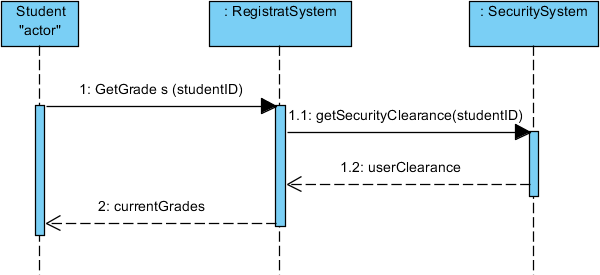 Student
"actor"
: RegistratSystem
: SecuritySystem
1: GetGrade s (studentID)
1.1: getSecurityClearance(studentID)
1.2: userClearance
2: currentGrades